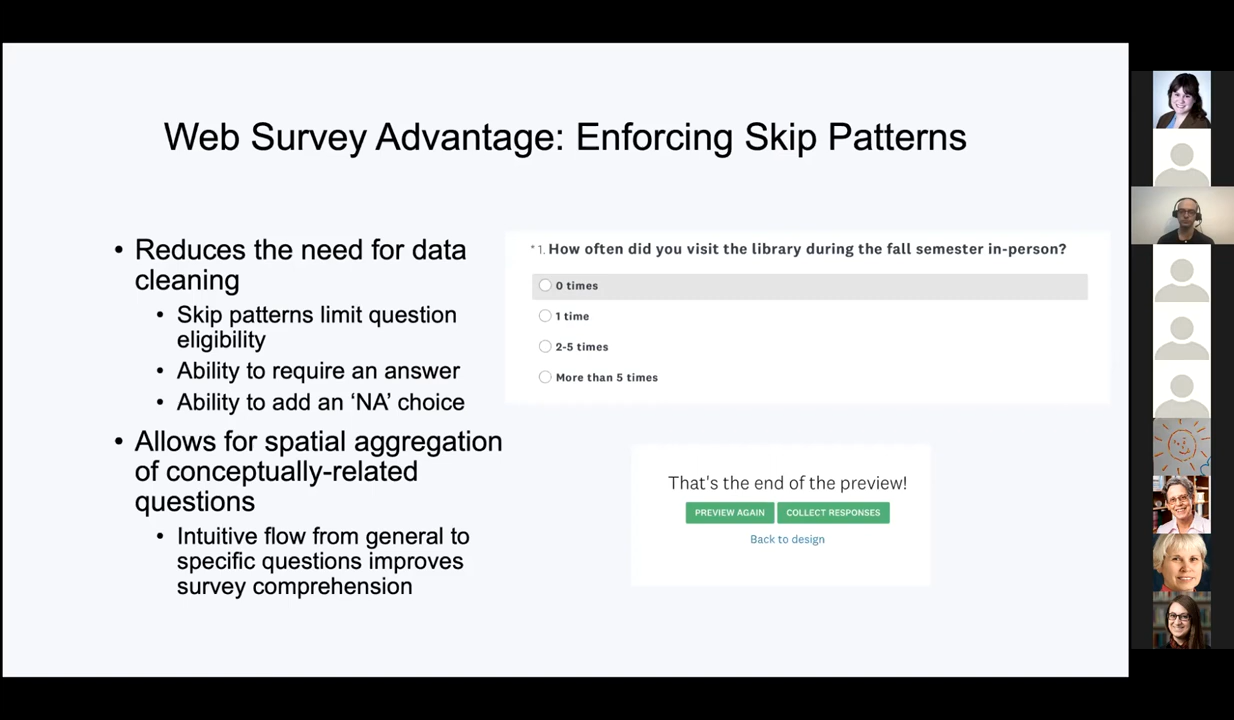 Web Survey Advantage: Enforcing Skip Patterns
• Reduces the need for data
cleaning
• Skip patterns limit question
eligibility
• Ability to require an answer
• Ability to add an ‘NA’ choice
• Allows for spatial aggregation
of conceptually-related
questions
• Intuitive flow from general to
specific questions improves
survey comprehension
* 1. How often did you visit the library during the fall semester in-person?
0 times
1 time
2-5 times
More than 5 times
That's the end of the preview!
PREVIEW AGAIN COLLECT RESPONSES
Back to design